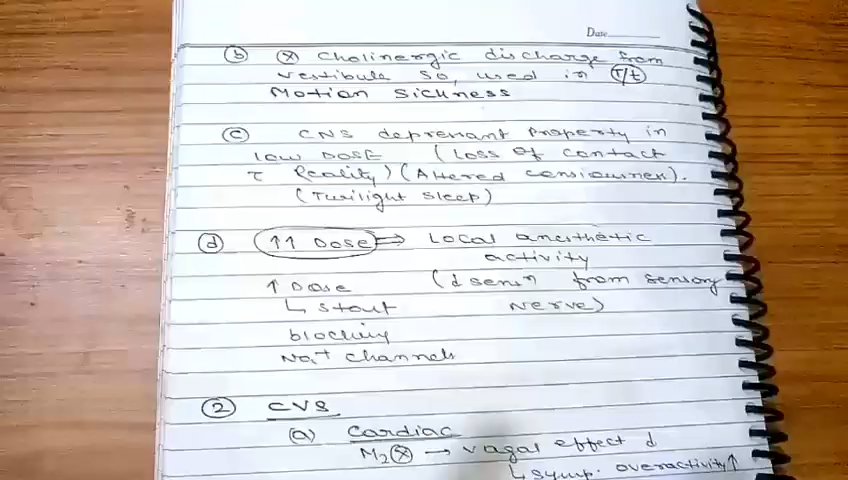 Date
(b) ⊗ cholinergic discharge from
vestibule so, used in T/t
Motion Sickness
(c) CNS depressant Property in
low DOSE (Loss of contact
c̄ Reality) (Altered consiousness).
(Twilight sleep)
(d) ↑↑ Dose ⇒ Local anesthetic
activity
↑ Dose (↓ sensn from sensory
↳ start nerve)
blocking
Na+ channels
(2) CVS
(a) Cardiac
M2 ⊗ → vagal effect ↓
↳ symp. overactivity ↑